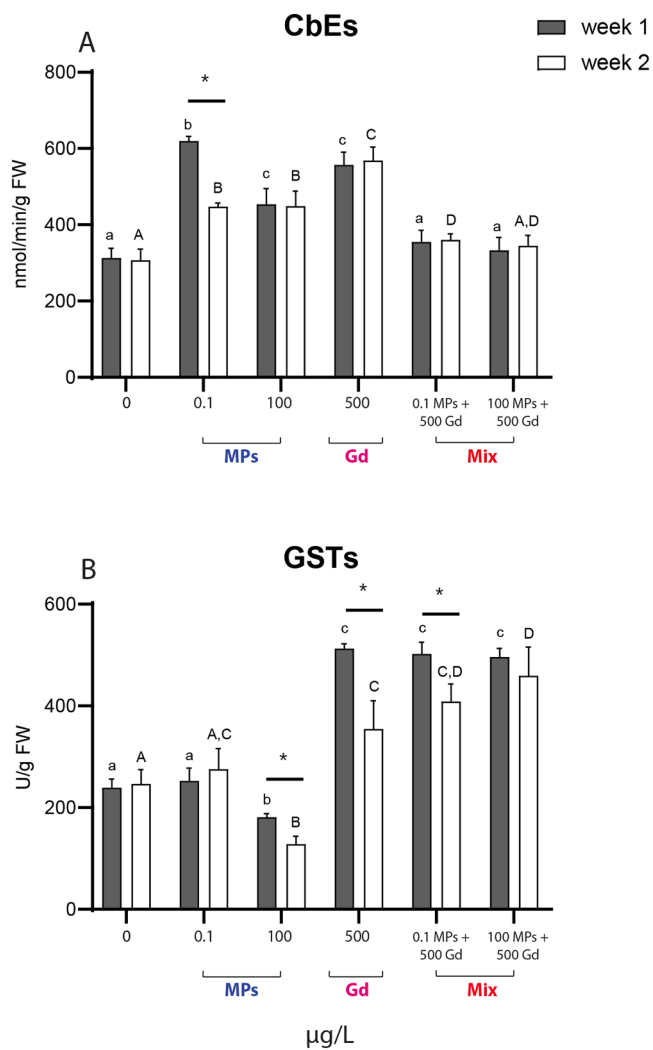 A
CbEs
week 1
week 2
nmol/min/g FW
800
600
400
200
0
*
a
A
b
B
c
B
c
C
a
D
a
A,D
0
0.1
100
500
0.1 MPs +
500 Gd
100 MPs +
500 Gd
MPs
Gd
Mix
B
GSTs
U/g FW
600
400
200
0
*
*
*
a
A
a
A,C
b
B
c
C
c
C,D
c
D
0
0.1
100
500
0.1 MPs +
500 Gd
100 MPs +
500 Gd
MPs
Gd
Mix
µg/L